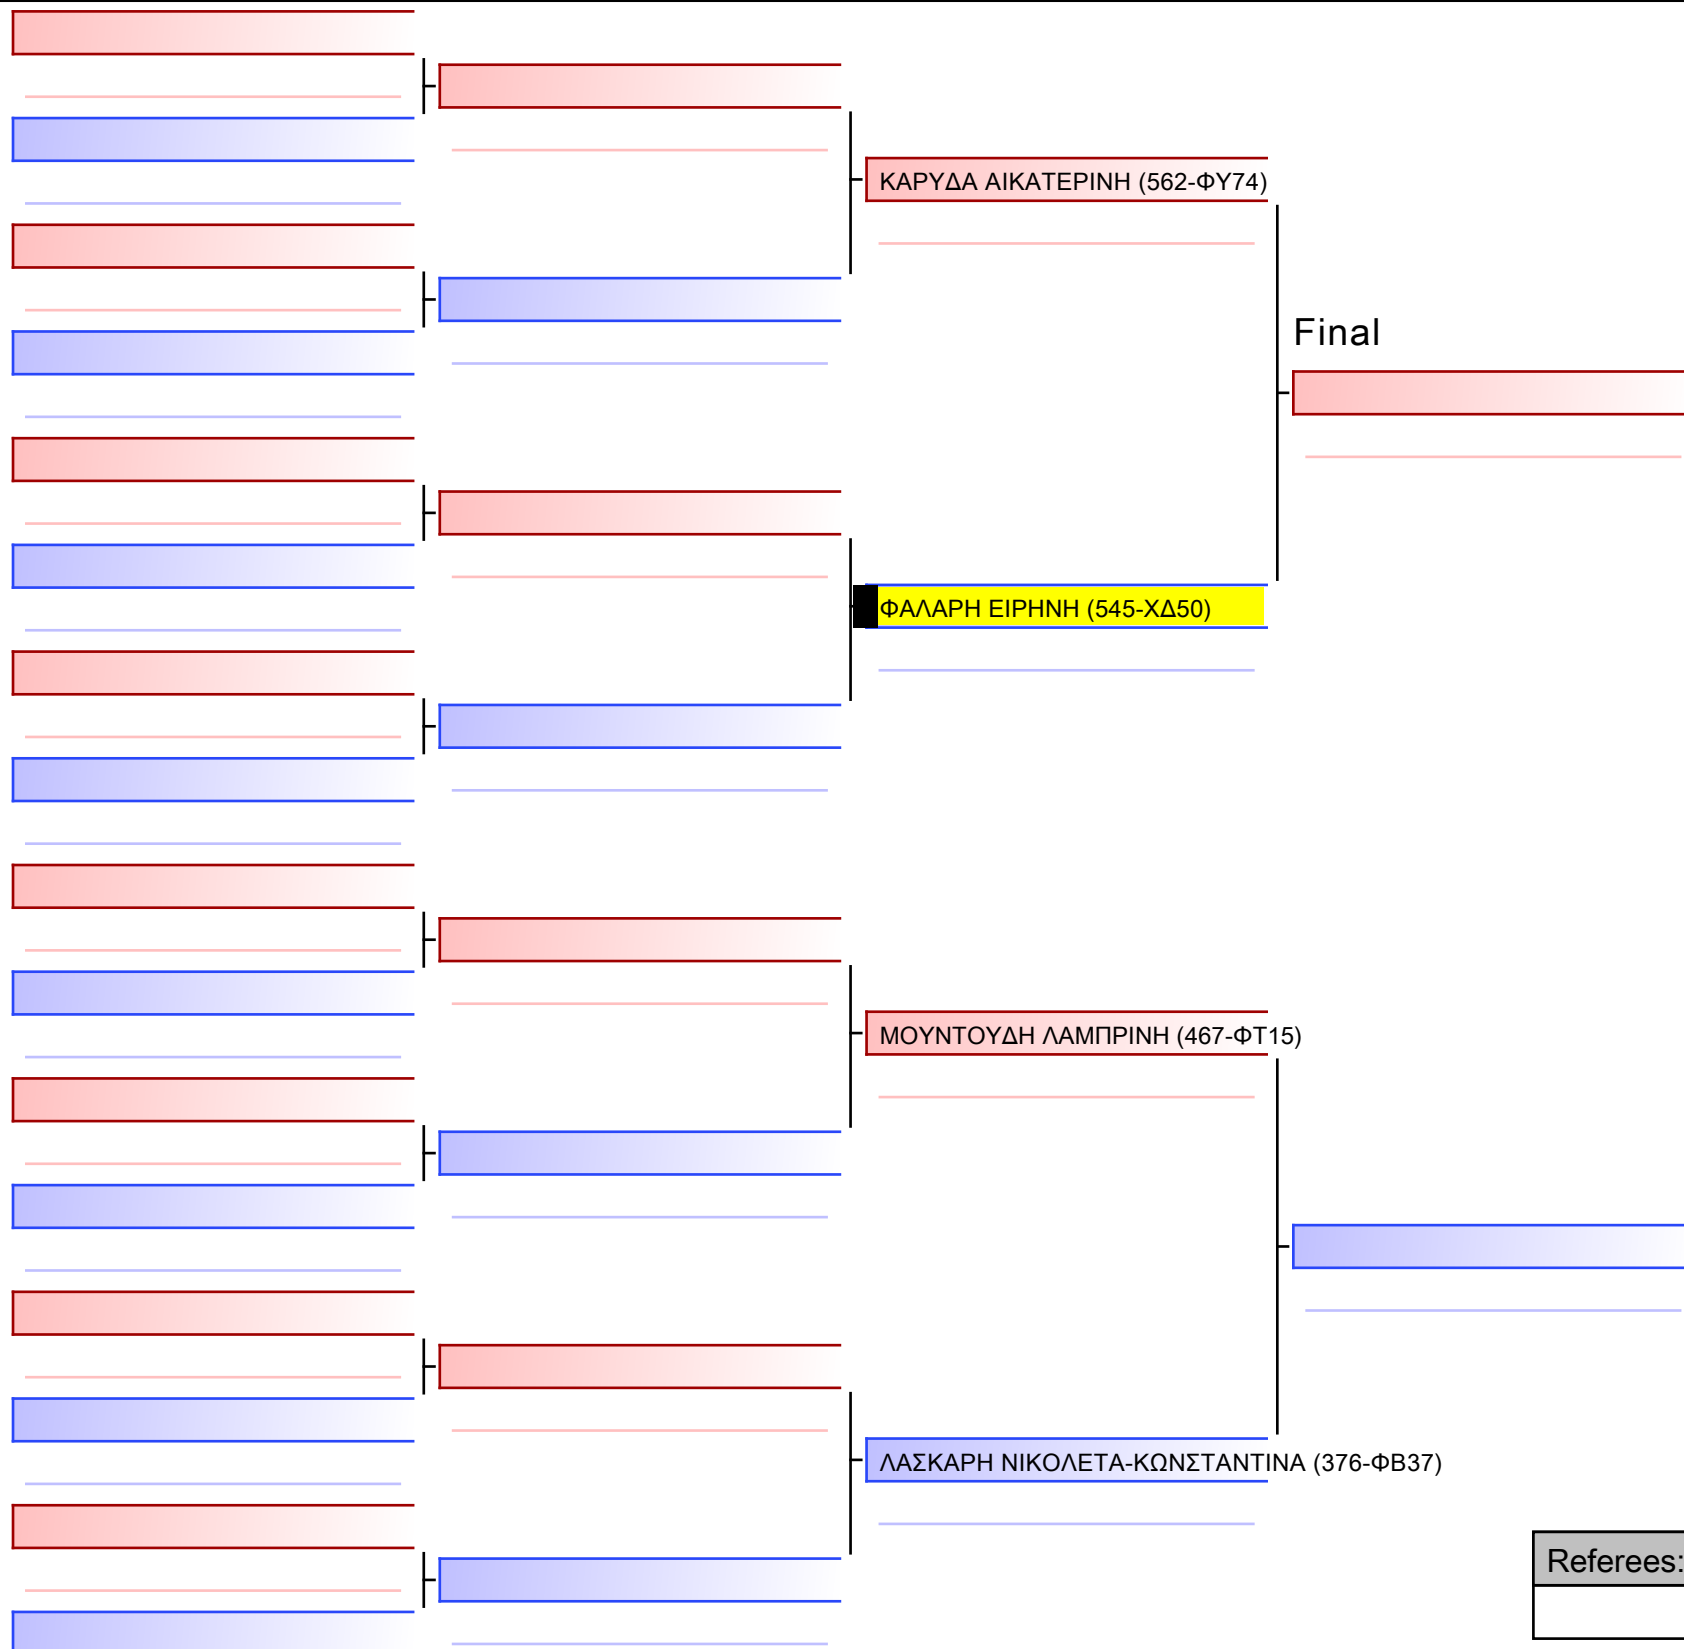 ΚΑΡΥΔΑ ΑΙΚΑΤΕΡΙΝΗ (562-ΦΥ74)
Final
ΦΑΛΑΡΗ ΕΙΡΗΝΗ (545-ΧΔ50)
ΜΟΥΝΤΟΥΔΗ ΛΑΜΠΡΙΝΗ (467-ΦΤ15)
ΛΑΣΚΑΡΗ ΝΙΚΟΛΕΤΑ-ΚΩΝΣΤΑΝΤΙΝΑ (376-ΦΒ37)
Referees: